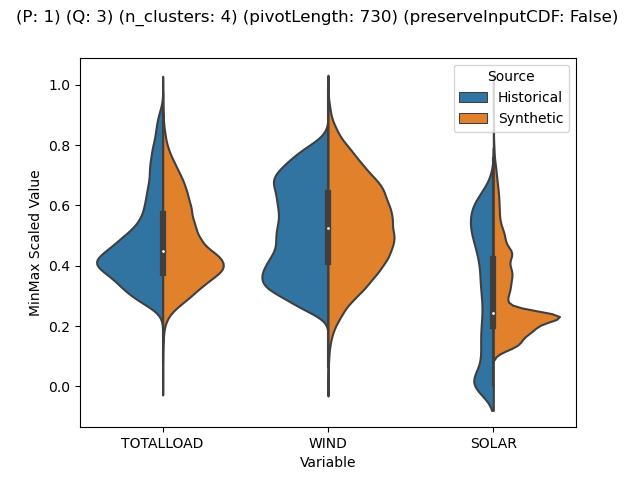 (P: 1) (Q: 3) (n_clusters: 4) (pivotLength: 730) (preserveInputCDF: False)
Source
Historical
Synthetic
MinMax Scaled Value
1.0
0.8
0.6
0.4
0.2
0.0
TOTALLOAD
WIND
SOLAR
Variable